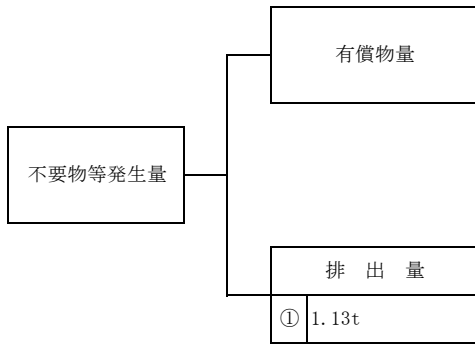 有償物量
不要物等発生量
排　出　量
① 1.13t